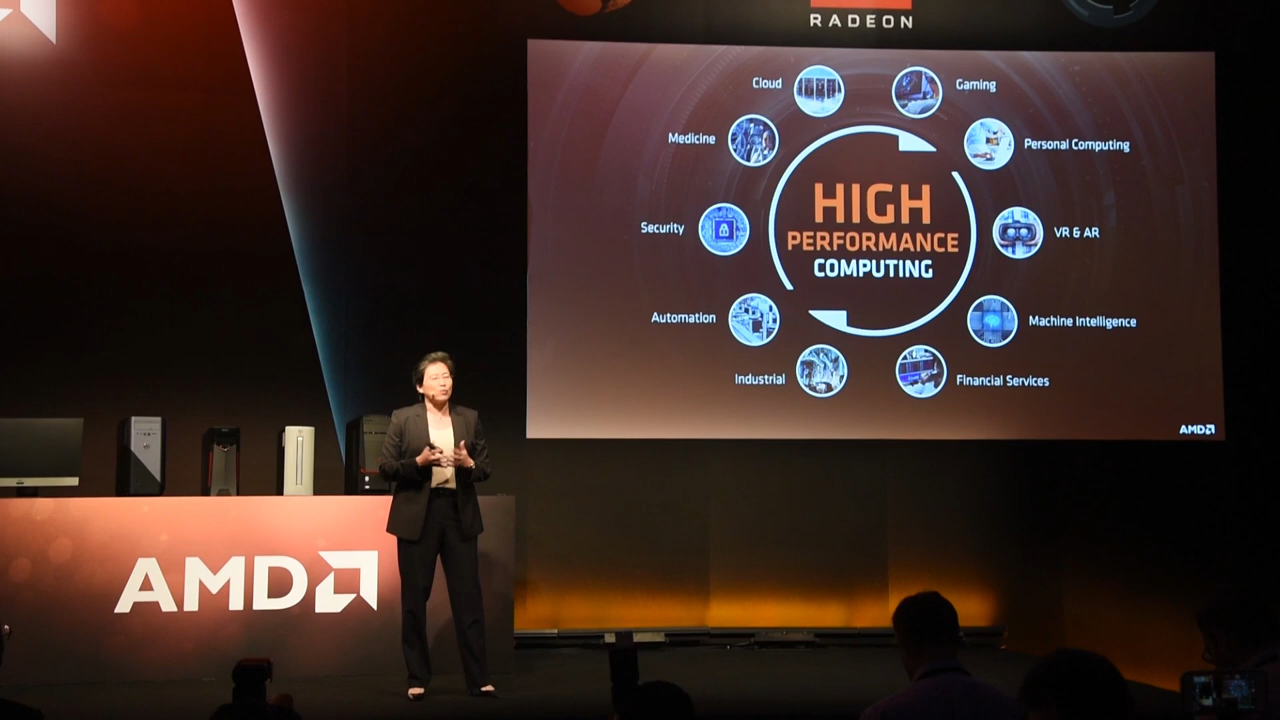 RADEON
Cloud
Gaming
Medicine
Personal Computing
HIGH
PERFORMANCE
COMPUTING
Security
VR & AR
Automation
Machine Intelligence
Industrial
Financial Services
AMD
AMD